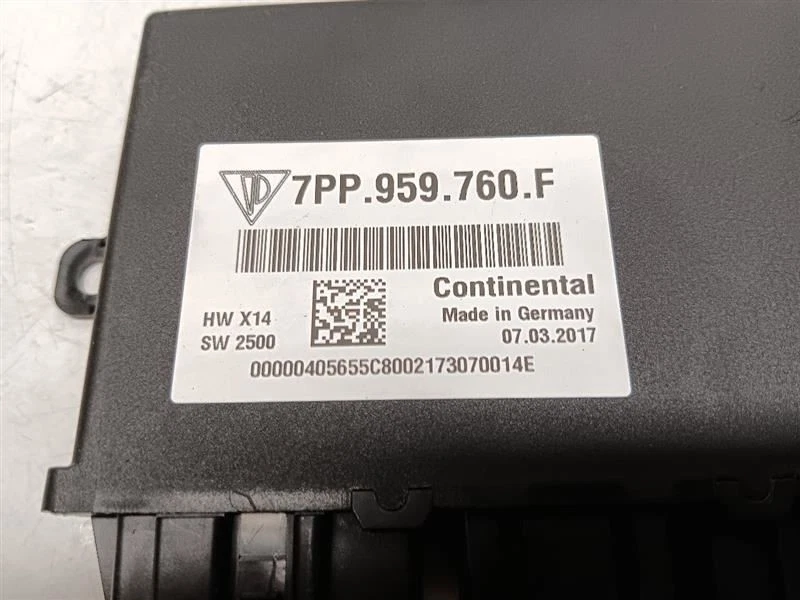 7PP.959.760.F
Continental
Made in Germany
07.03.2017
HW X14
SW 2500
00000405655C8002173070014E